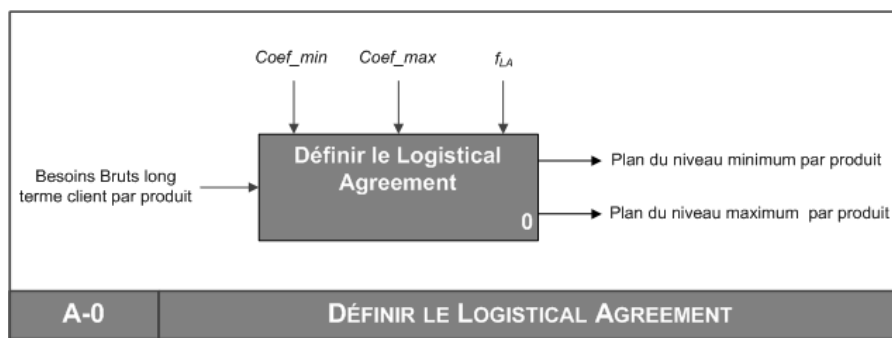 Coef_min Coef_max f_LA
Définir le Logistical
Agreement
0
Besoins Bruts long
terme client par produit
Plan du niveau minimum par produit
Plan du niveau maximum par produit
A-0 DÉFINIR LE LOGISTICAL AGREEMENT